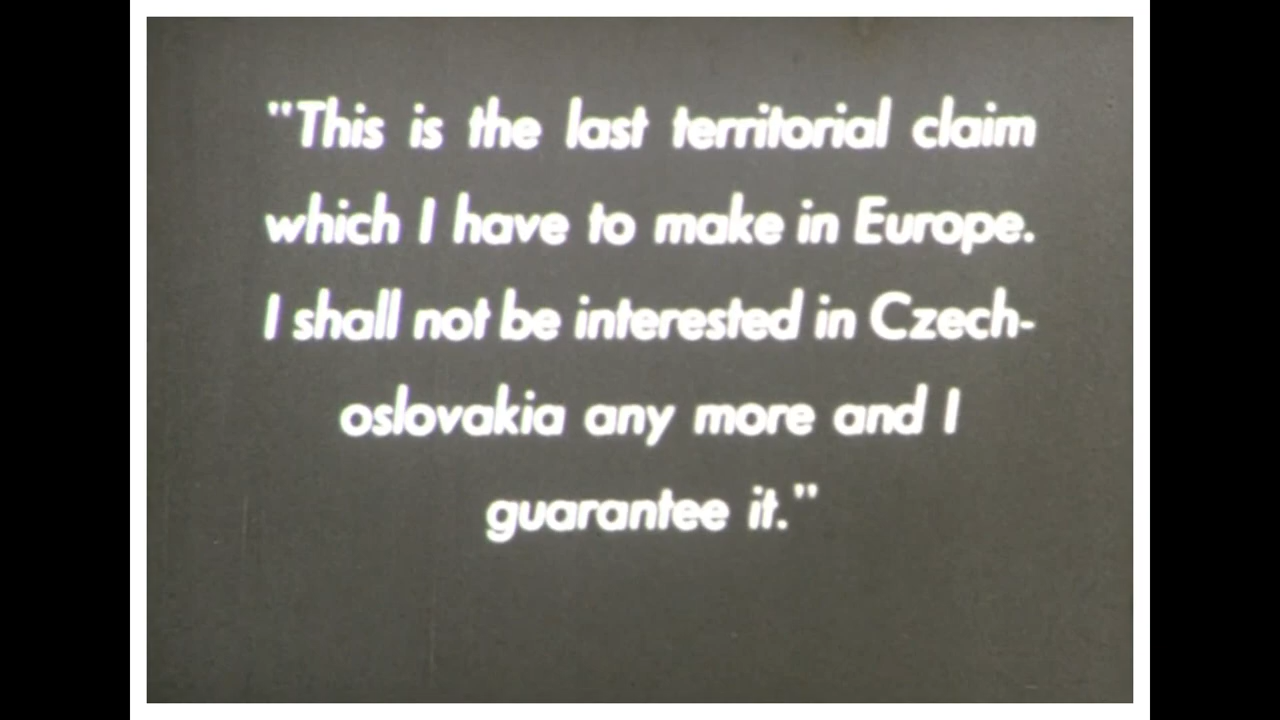 "This is the last territorial claim
which I have to make in Europe.
I shall not be interested in Czech-
oslovakia any more and I
guarantee it."